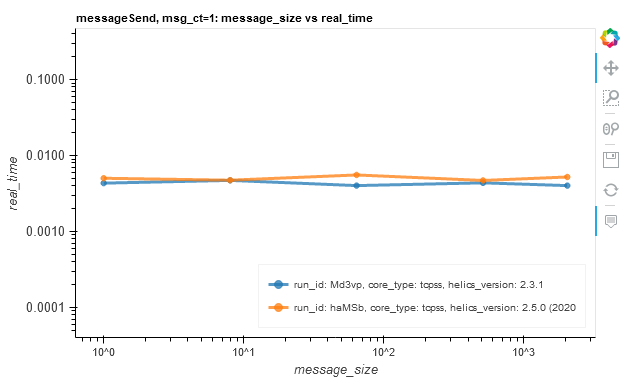 messageSend, msg_ct=1: message_size vs real_time
0.1000
0.0100
0.0010
0.0001
real_time
run_id: Md3vp, core_type: tcpss, helics_version: 2.3.1
run_id: haMSb, core_type: tcpss, helics_version: 2.5.0 (2020
10^0
10^1
10^2
10^3
message_size